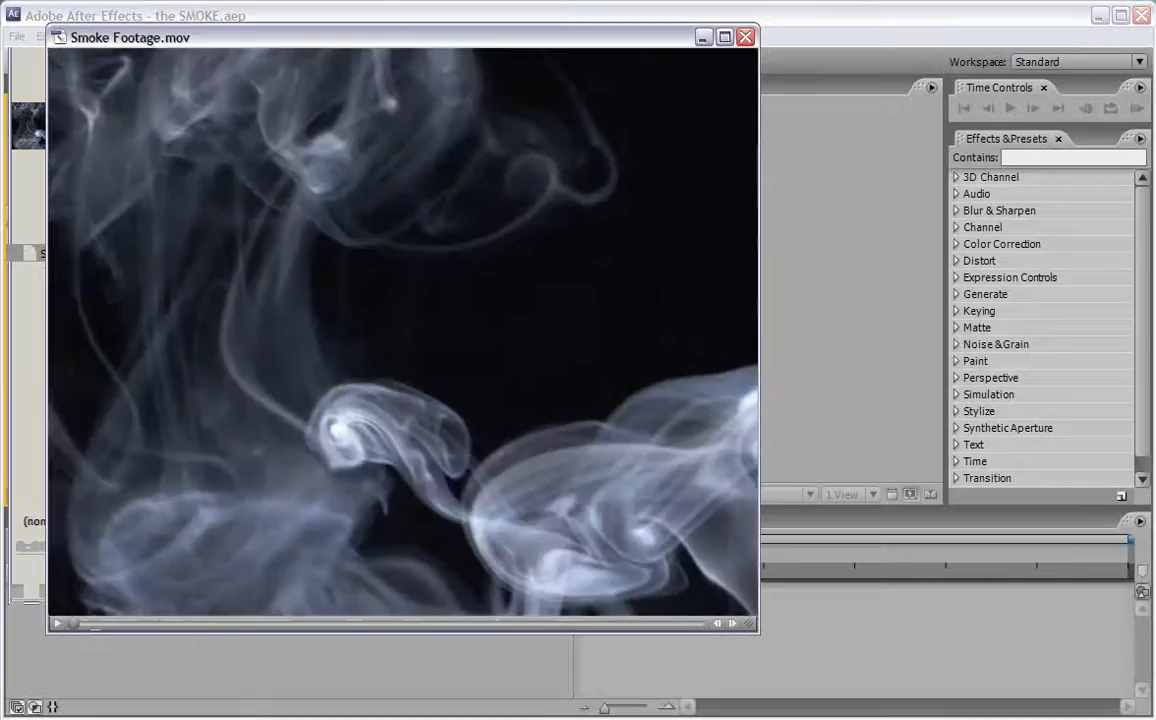 Adobe After Effects - the SMOKE.aep
File
Smoke Footage.mov
Workspace: Standard
Time Controls
Effects & Presets
Contains:
3D Channel
Audio
Blur & Sharpen
Channel
Color Correction
Distort
Expression Controls
Generate
Keying
Matte
Noise & Grain
Paint
Perspective
Simulation
Stylize
Synthetic Aperture
Text
Time
Transition
1 View
(non